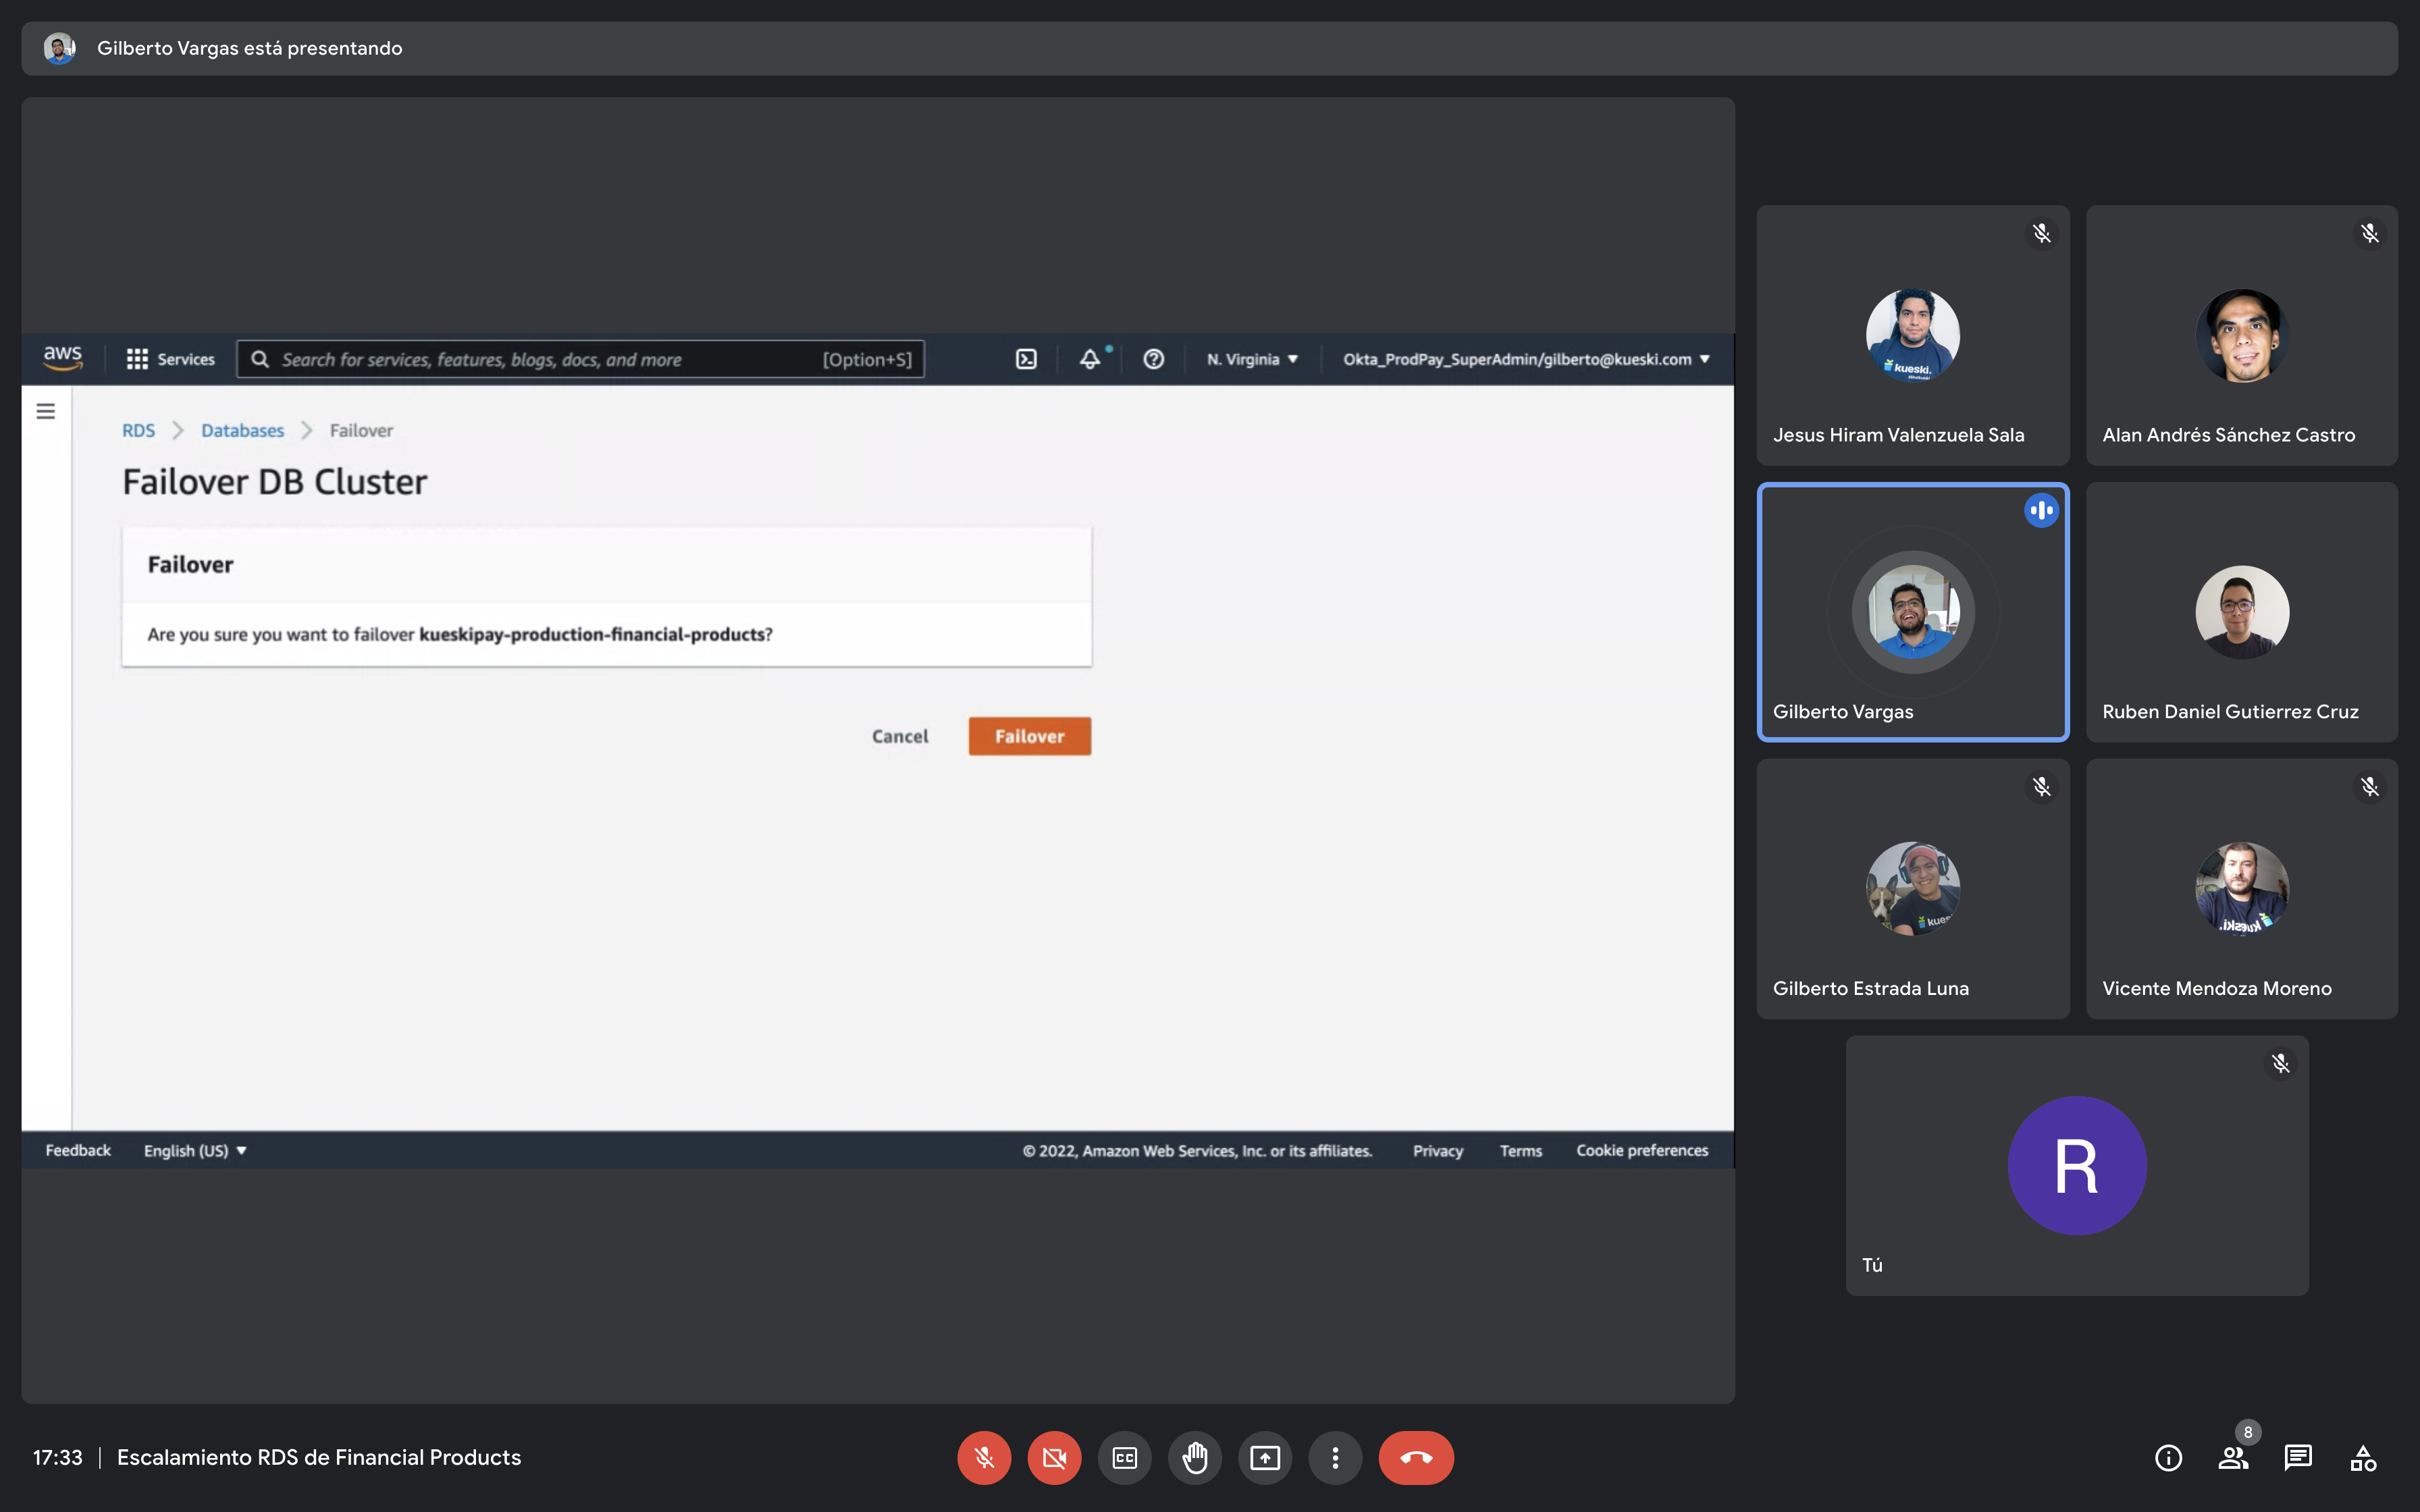 Gilberto Vargas está presentando
aws
Services
Search for services, features, blogs, docs, and more
[Option+S]
N. Virginia
Okta_ProdPay_SuperAdmin/gilberto@kueski.com
RDS
Databases
Failover
Failover DB Cluster
Failover
Are you sure you want to failover kueskipay-production-financial-products?
Cancel
Failover
Feedback
English (US)
© 2022, Amazon Web Services, Inc. or its affiliates.
Privacy
Terms
Cookie preferences
kueski.
Jesus Hiram Valenzuela Sala
Alan Andrés Sánchez Castro
Gilberto Vargas
Ruben Daniel Gutierrez Cruz
kues
Gilberto Estrada Luna
kueski.
Vicente Mendoza Moreno
R
Tú
17:33
Escalamiento RDS de Financial Products
CC
8